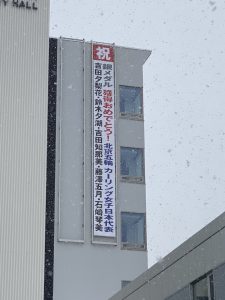 Y HALL
祝
銀メダル獲得おめでとう!北京五輪カーリング女子日本代表
吉田夕梨花・鈴木夕湖・吉田知那美・藤澤五月・石崎琴美